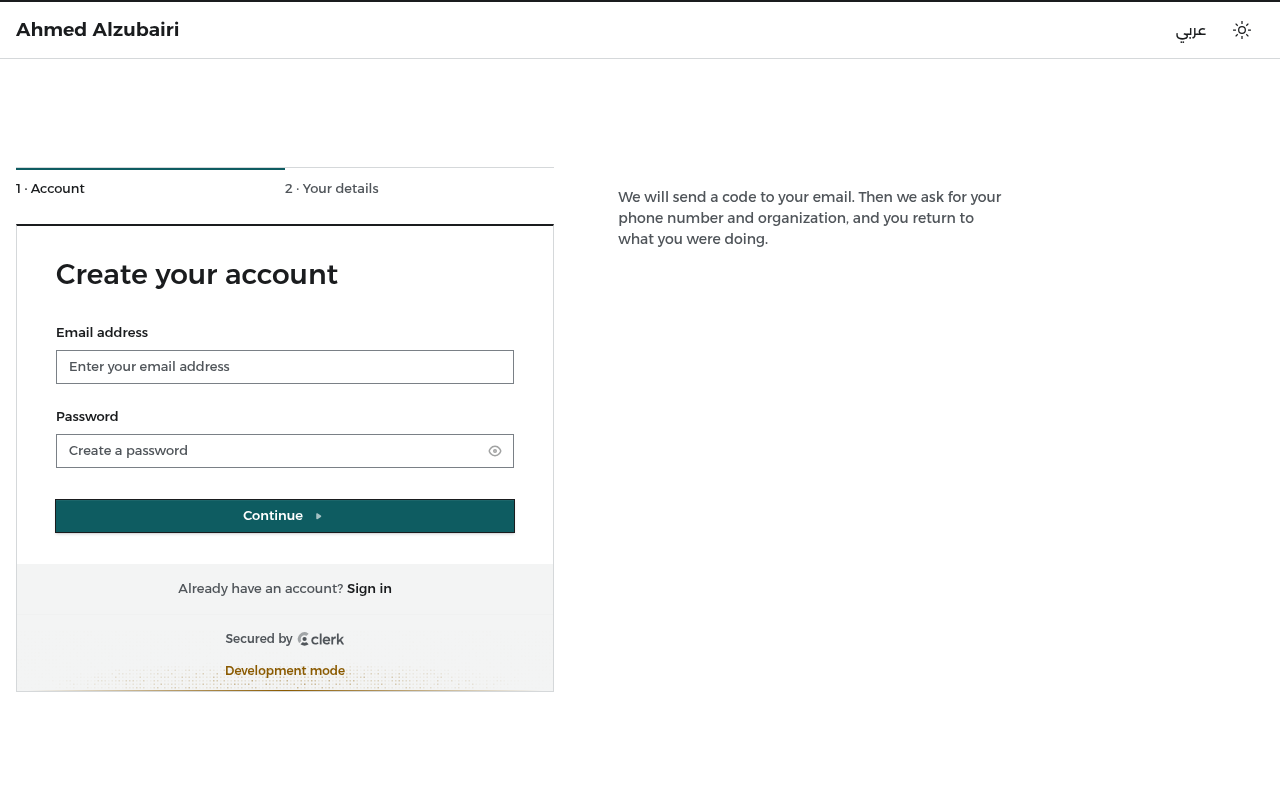 Ahmed Alzubairi
عربي
1 · Account
2 · Your details
We will send a code to your email. Then we ask for your
phone number and organization, and you return to
what you were doing.
Create your account
Email address
Enter your email address
Password
Create a password
Continue
Already have an account? Sign in
Secured by clerk
Development mode